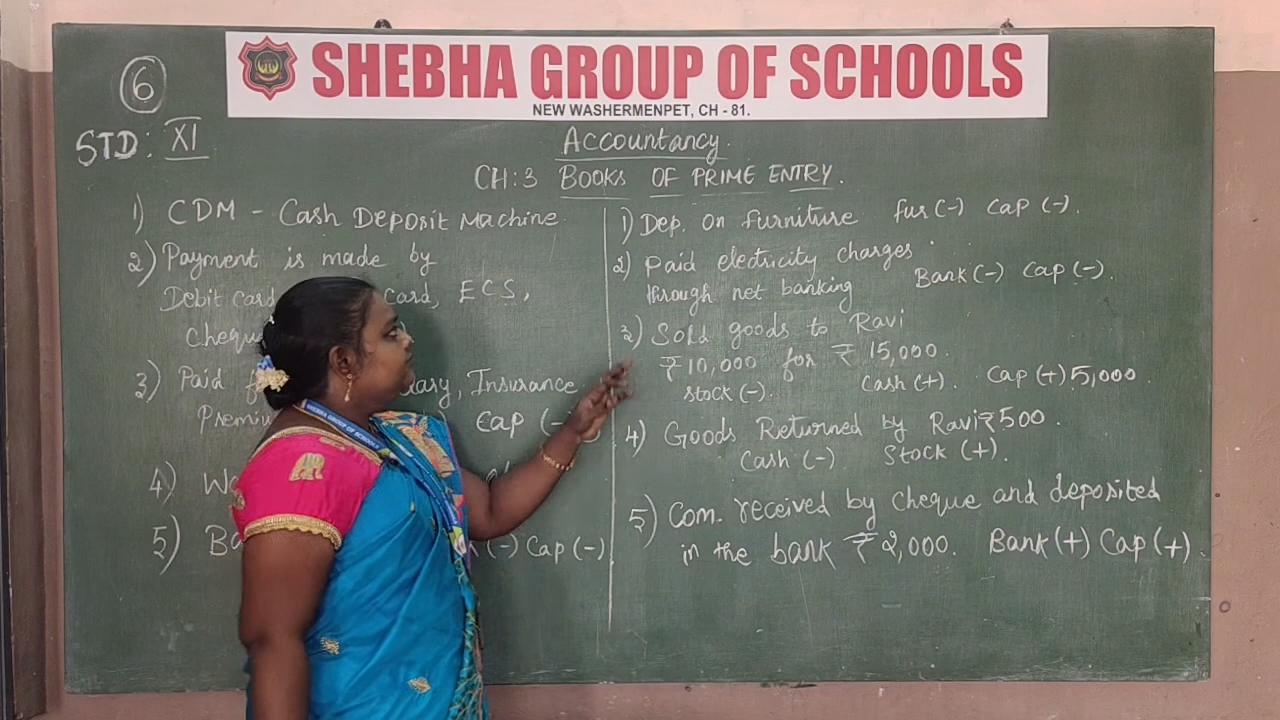 SHEBHA GROUP OF SCHOOLS
NEW WASHERMENPET, CH - 81.
6
STD: XI
Accountancy
CH:3 BOOKS OF PRIME ENTRY.
1) CDM - Cash Deposit Machine.
2) Payment is made by
Debit card, ECS,
3) Paid Insurance
Cap
4)
5) (-) Cap (-)
1) Dep. on furniture fur(-) Cap (-).
2) Paid electricity charges
through net banking Bank(-) Cap(-).
3) Sold goods to Ravi
₹10,000 for ₹ 15,000.
Stock (-). Cash(+). Cap(+) 5,000.
4) Goods Returned by Ravi ₹500.
Cash (-) Stock (+).
5) Com. received by cheque and deposited
in the bank ₹ 2,000. Bank(+) Cap(+).
SHEBHA GROUP OF SCHOOLS